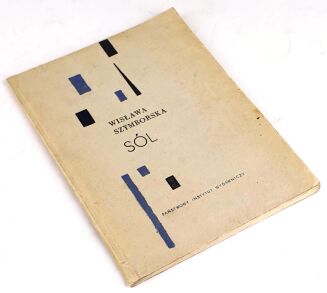 WISŁAWA
SZYMBORSKA
SÓL
PAŃSTWOWY INSTYTUT WYDAWNICZY